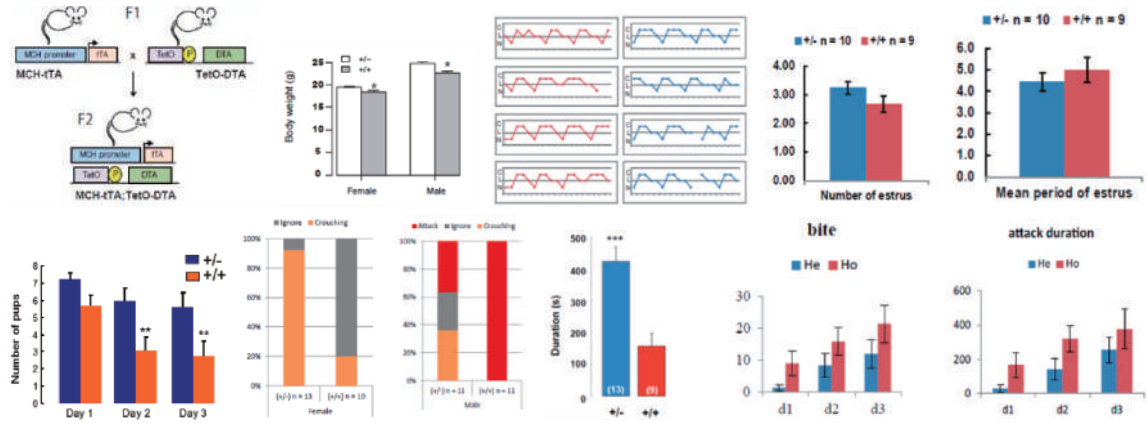 F1
MCH promoter
tTA
TetO
P
DTA
MCH-tTA
x
TetO-DTA
F2
MCH promoter
tTA
TetO
P
DTA
MCH-tTA;TetO-DTA
+/-
+/+
Body weight (g)
25
20
15
10
5
0
*
*
Female
Male
+/- n = 10
+/+ n = 9
4.00
3.00
2.00
1.00
0.00
Number of estrus
+/- n = 10
+/+ n = 9
6.0
5.0
4.0
3.0
2.0
1.0
0.0
Mean period of estrus
+/-
+/+
Number of pups
8
7
6
5
4
3
2
1
0
**
**
Day 1
Day 2
Day 3
Ignore
Crouching
100%
80%
60%
40%
20%
0%
(+/-) n = 13
(+/+) n = 10
Female
Attack
Ignore
Crouching
100%
80%
60%
40%
20%
0%
(+/-) n = 11
(+/+) n = 11
Male
Duration (s)
500
400
300
200
100
0
***
(13)
(9)
+/-
+/+
bite
He
Ho
30
20
10
0
d1
d2
d3
attack duration
He
Ho
600
400
200
0
d1
d2
d3